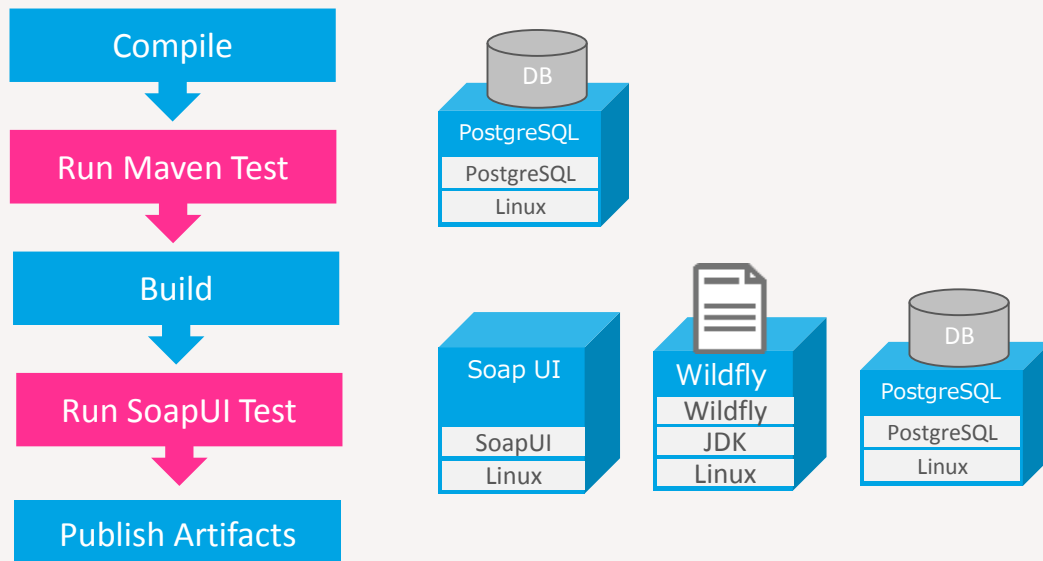 Compile
Run Maven Test
Build
Run SoapUI Test
Publish Artifacts
DB
PostgreSQL
PostgreSQL
Linux
Soap UI
SoapUI
Linux
Wildfly
Wildfly
JDK
Linux
DB
PostgreSQL
PostgreSQL
Linux